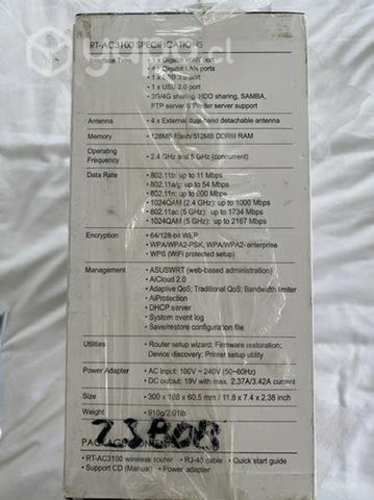 yapo.cl
RT-AC3100 SPECIFICATIONS
1 x Gigabit WAN port
4 x Gigabit LAN ports
1 x USB 3.0 port
1 x USB 2.0 port
3G/4G sharing, HDD sharing, SAMBA,
FTP server & Printer server support
Antenna • 4 x External dual-band detachable antenna
Memory • 128MB Flash/512MB DDRIII RAM
Operating
Frequency • 2.4 GHz and 5 GHz (concurrent)
Data Rate • 802.11b: up to 11 Mbps
• 802.11a/g: up to 54 Mbps
• 802.11n: up to 600 Mbps
• 1024QAM (2.4 GHz): up to 1000 Mbps
• 802.11ac (5 GHz): up to 1734 Mbps
• 1024QAM (5 GHz): up to 2167 Mbps
Encryption • 64/128-bit WEP
• WPA/WPA2-PSK, WPA/WPA2- enterprise
• WPS (WiFi protected setup)
Management • ASUSWRT (web-based administration)
• AiCloud 2.0
• Adaptive QoS; Traditional QoS; Bandwidth limiter
• AiProtection
• DHCP server
• System event log
• Save/restore configuration file
Utilities • Router setup wizard; Firmware restoration;
Device discovery; Printer setup utility
Power Adapter • AC Input: 100V ~ 240V (50~60Hz)
• DC output: 19V with max. 2.37A/3.42A current
Size • 300 x 188 x 60.5 mm / 11.8 x 7.4 x 2.38 inch
Weight • 910g/2.01lb
PACKAGE
• RT-AC3100 wireless router • RJ-45 cable • Quick start guide
• Support CD (Manual) • Power adapter